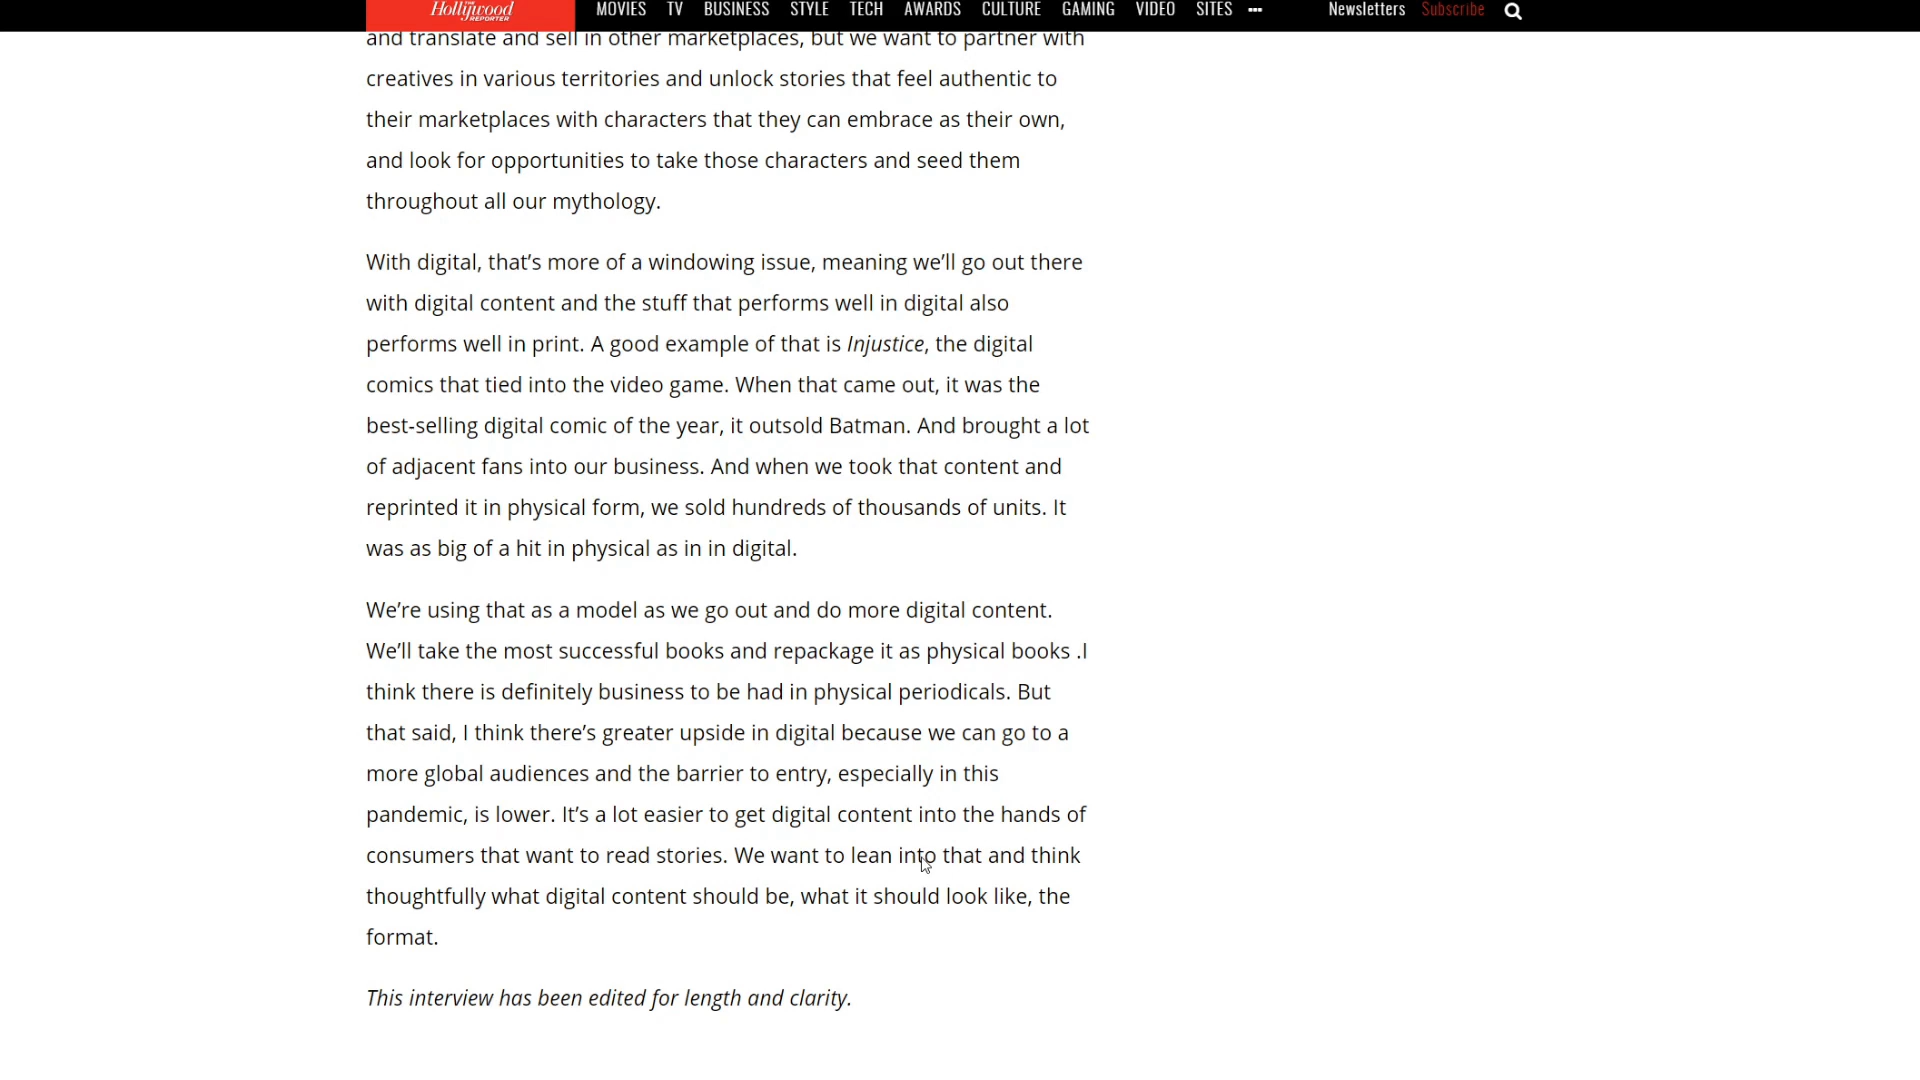 THE
Hollywood
REPORTER
MOVIES TV BUSINESS STYLE TECH AWARDS CULTURE GAMING VIDEO SITES ••• Newsletters Subscribe
and translate and sell in other marketplaces, but we want to partner with
creatives in various territories and unlock stories that feel authentic to
their marketplaces with characters that they can embrace as their own,
and look for opportunities to take those characters and seed them
throughout all our mythology.
With digital, that’s more of a windowing issue, meaning we’ll go out there
with digital content and the stuff that performs well in digital also
performs well in print. A good example of that is Injustice, the digital
comics that tied into the video game. When that came out, it was the
best-selling digital comic of the year, it outsold Batman. And brought a lot
of adjacent fans into our business. And when we took that content and
reprinted it in physical form, we sold hundreds of thousands of units. It
was as big of a hit in physical as in in digital.
We’re using that as a model as we go out and do more digital content.
We’ll take the most successful books and repackage it as physical books .I
think there is definitely business to be had in physical periodicals. But
that said, I think there’s greater upside in digital because we can go to a
more global audiences and the barrier to entry, especially in this
pandemic, is lower. It’s a lot easier to get digital content into the hands of
consumers that want to read stories. We want to lean into that and think
thoughtfully what digital content should be, what it should look like, the
format.
This interview has been edited for length and clarity.